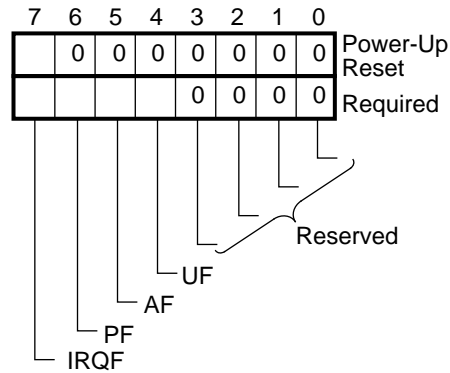 7 6 5 4 3 2 1 0
0 0 0 0 0 0 0 Power-Up Reset
0 0 0 0 Required
Reserved
UF
AF
PF
IRQF